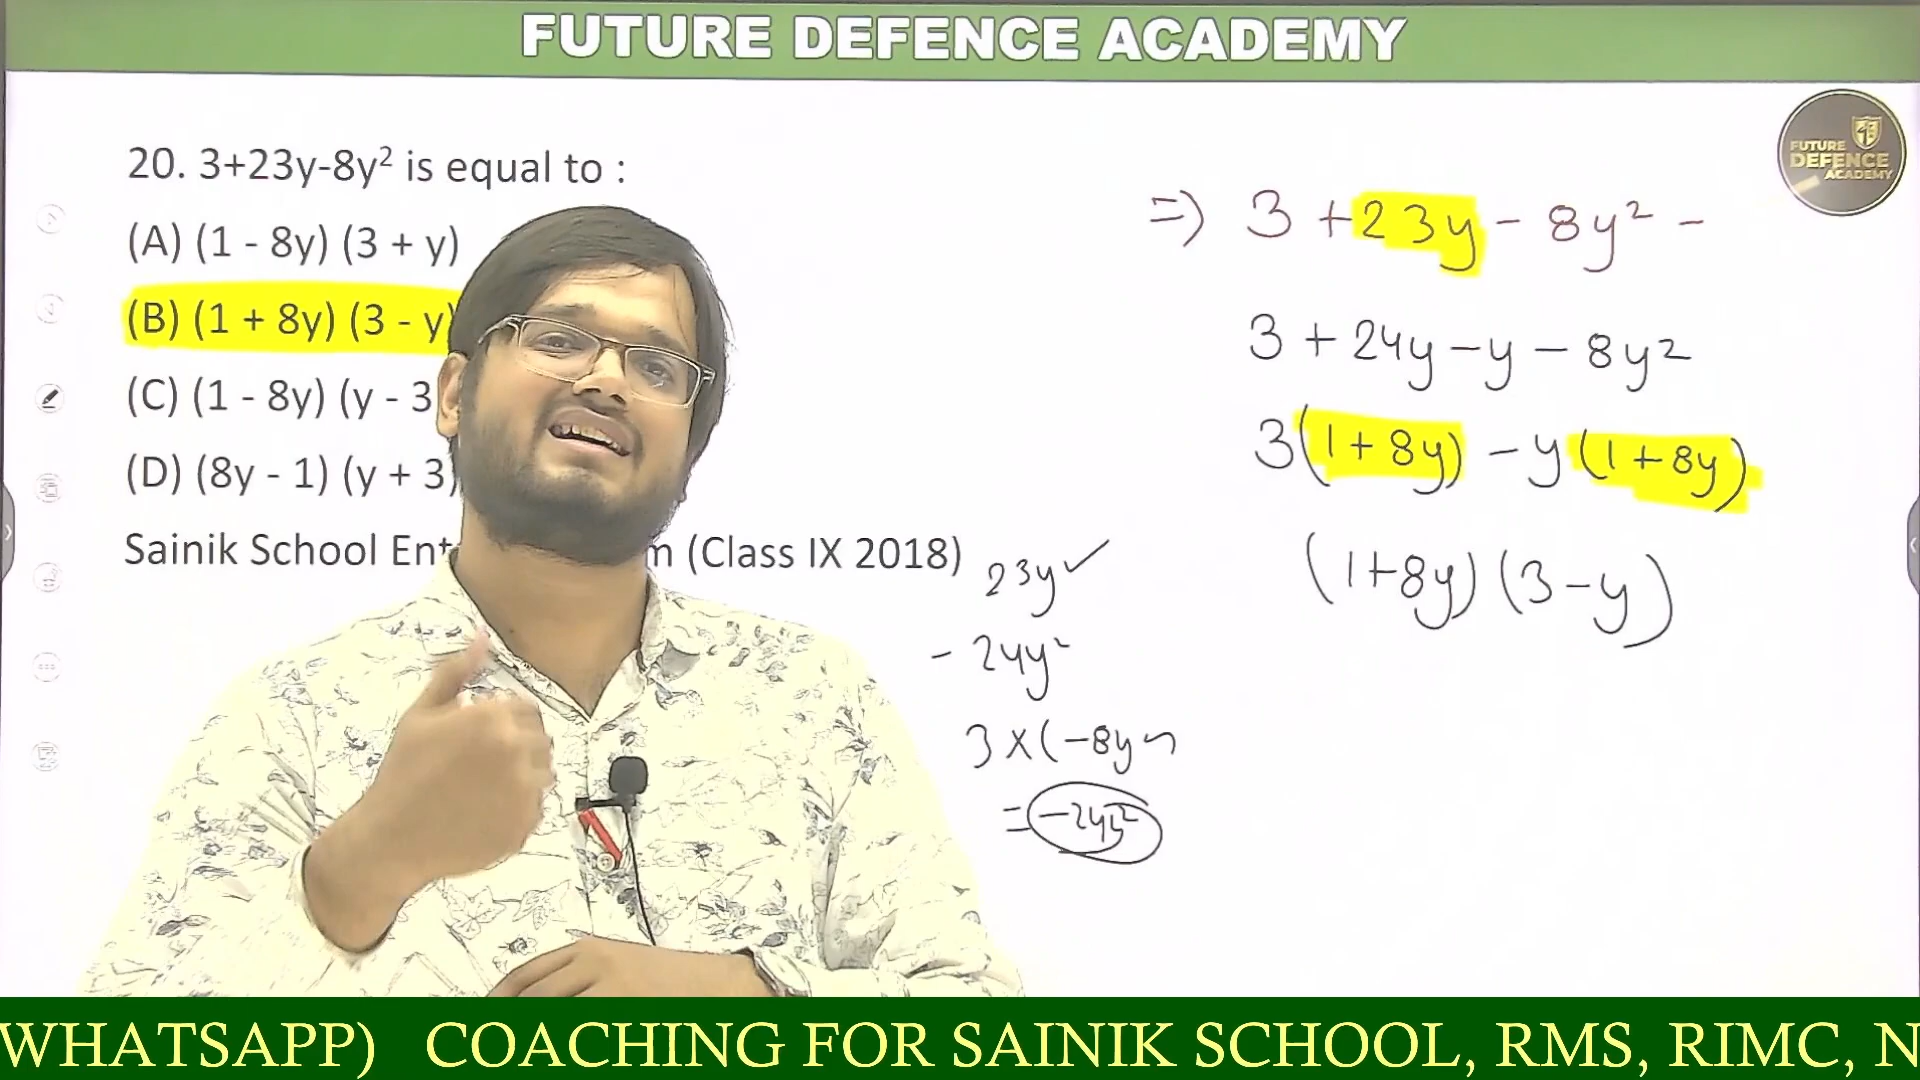 FUTURE DEFENCE ACADEMY
FUTURE
DEFENCE
ACADEMY
20. 3+23y-8y² is equal to :
(A) (1 - 8y) (3 + y)
(B) (1 + 8y) (3 - y)
(C) (1 - 8y) (y - 3
(D) (8y - 1) (y + 3)
Sainik School Ent
m (Class IX 2018)
=) 3 + 23y - 8y² -
3 + 24y - y - 8y²
3(1 + 8y) - y(1 + 8y)
(1+8y) (3-y)
23y ✓
- 24y²
3 × (-8y²)
= -24y²
WHATSAPP) COACHING FOR SAINIK SCHOOL, RMS, RIMC, N